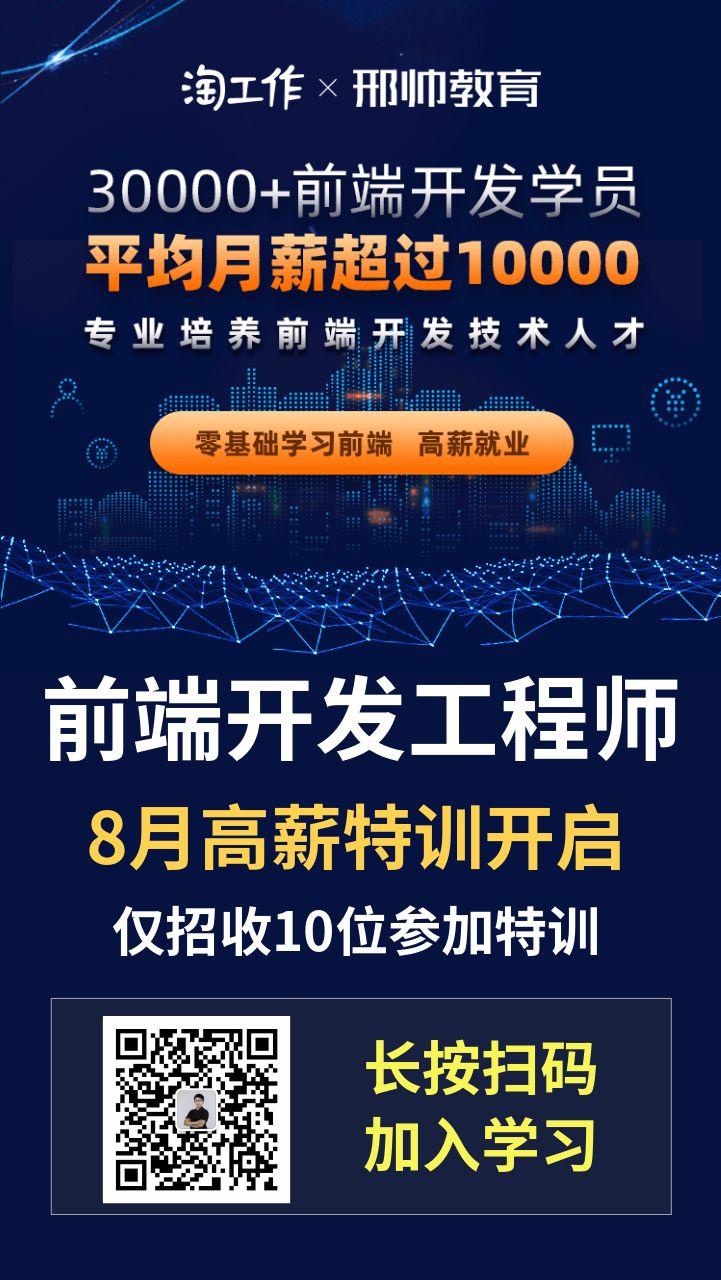 淘工作×邢帅教育
30000+前端开发学员
平均月薪超过10000
专业培养前端开发技术人才
零基础学习前端 高薪就业
前端开发工程师
8月高薪特训开启
仅招收10位参加特训
长按扫码
加入学习